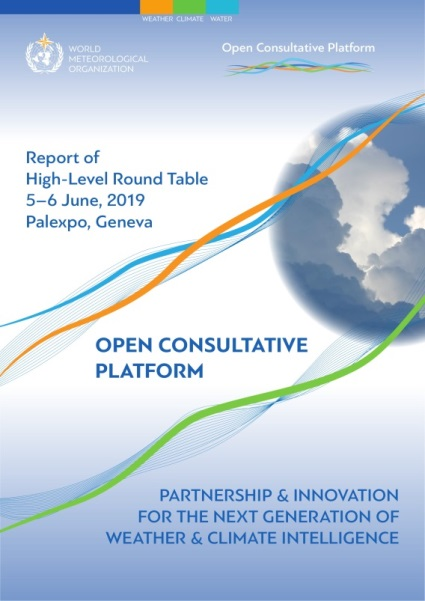 WEATHER CLIMATE WATER
WORLD
METEOROLOGICAL
ORGANIZATION
Open Consultative Platform
Report of
High-Level Round Table
5–6 June, 2019
Palexpo, Geneva
OPEN CONSULTATIVE
PLATFORM
PARTNERSHIP & INNOVATION
FOR THE NEXT GENERATION OF
WEATHER & CLIMATE INTELLIGENCE